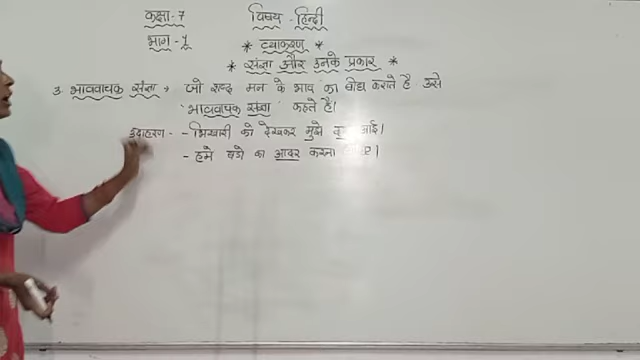 कक्षा-7 विषय-हिन्दी
भाग-1 * व्याकरण *
* संज्ञा और उनके प्रकार *
3. भाववाचक संज्ञा → जो शब्द मन के भाव का बोध कराते है उसे
'भाववाचक संज्ञा' कहते है।
उदाहरण - - भिखारी को देखकर मुझे आई।
- हमे बडो का आदर करना